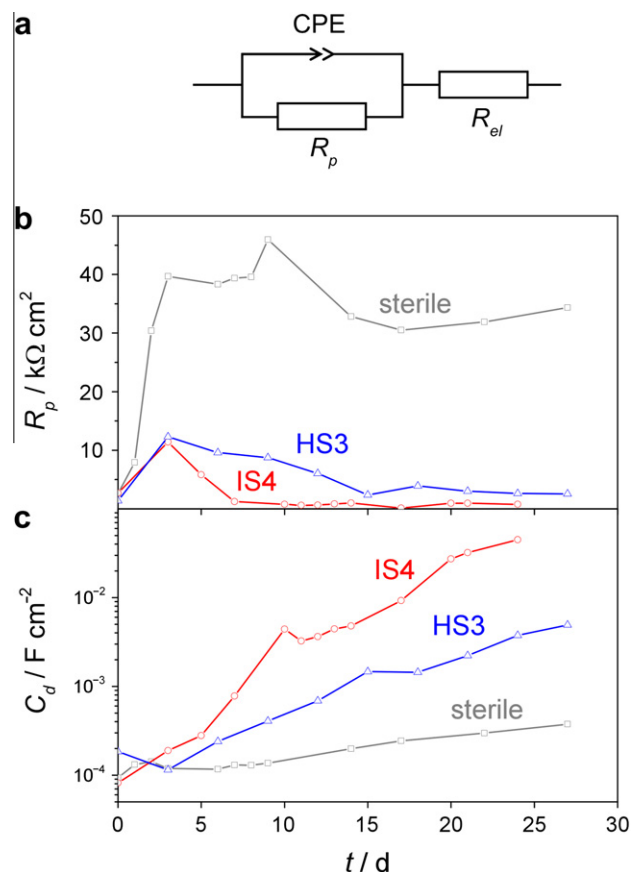 a
CPE
R_p
R_el
b
50
40
30
20
10
R_p / kΩ cm²
sterile
HS3
IS4
c
10⁻²
10⁻³
10⁻⁴
C_d / F cm⁻²
IS4
HS3
sterile
0 5 10 15 20 25 30
t / d